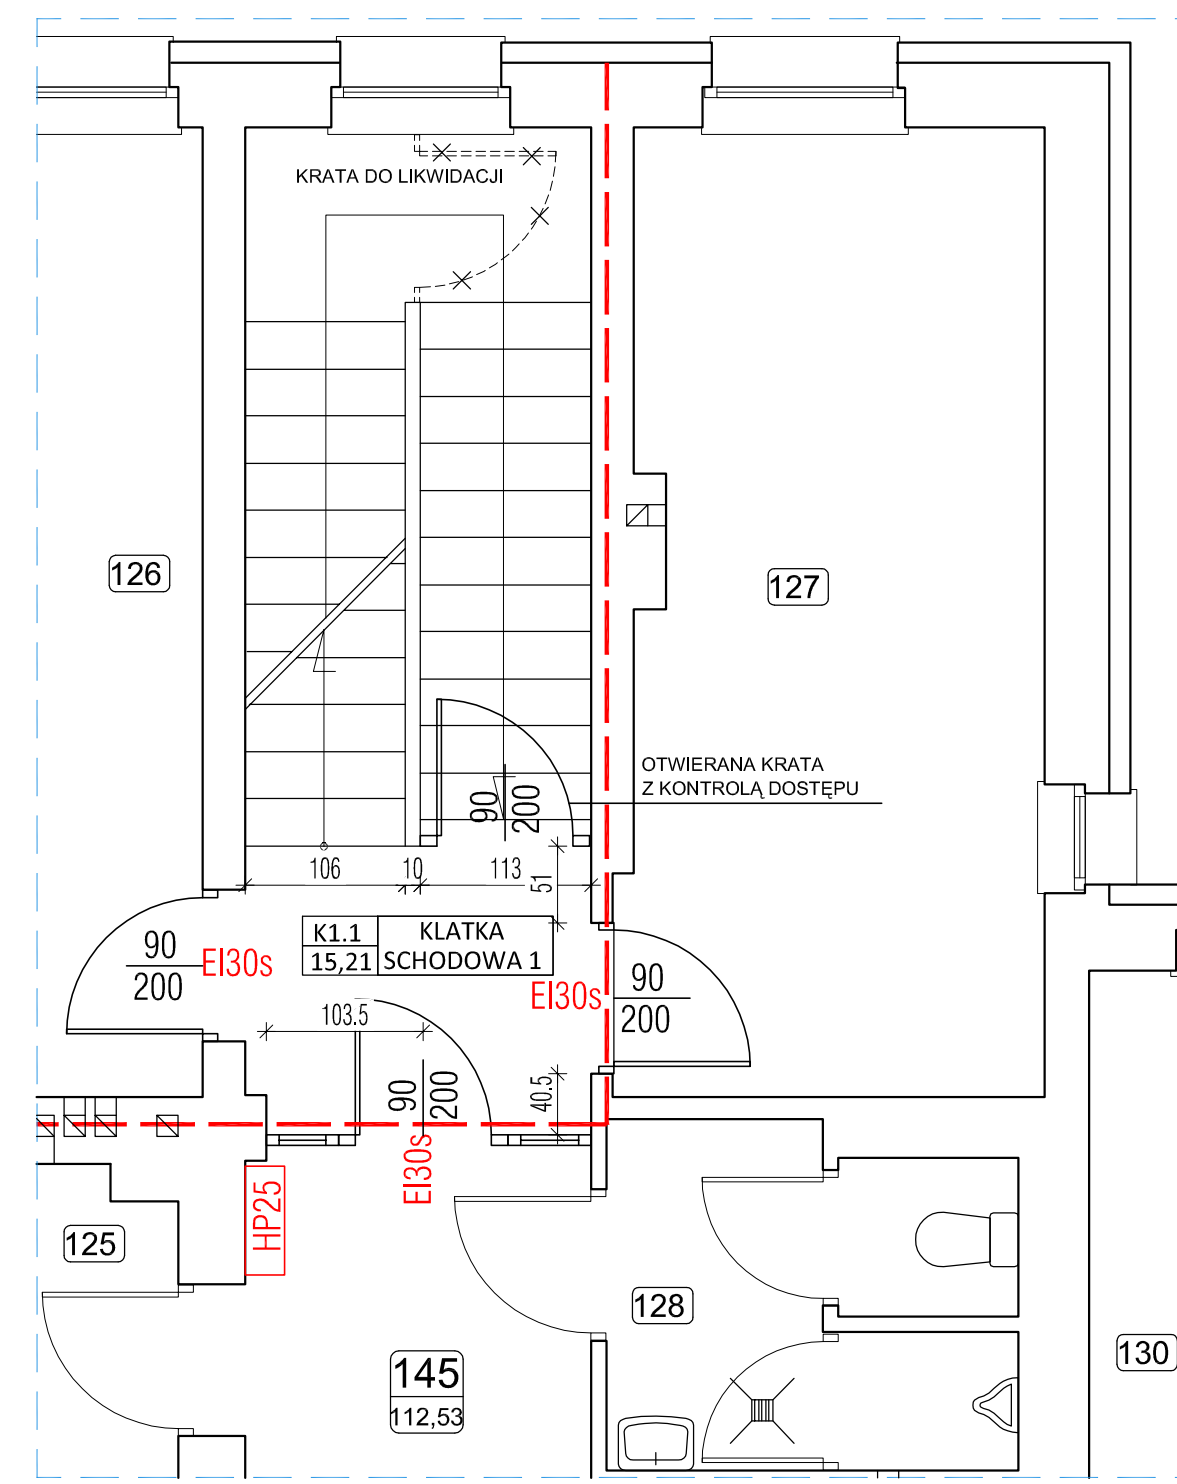 KRATA DO LIKWIDACJI
126
127
OTWIERANA KRATA
Z KONTROLĄ DOSTĘPU
90
200
106
10
113
51
K1.1
15,21
KLATKA
SCHODOWA 1
90
200
EI30s
EI30s
90
200
103.5
90
200
40.5
EI30s
HP25
125
128
145
112,53
130